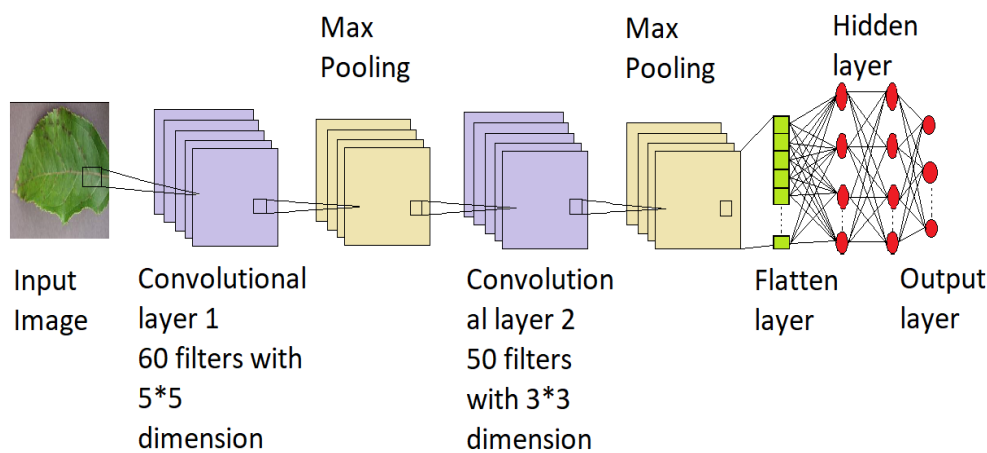 Max
Pooling
Max
Pooling
Hidden
layer
Input
Image
Convolutional
layer 1
60 filters with
5*5
dimension
Convolution
al layer 2
50 filters
with 3*3
dimension
Flatten
layer
Output
layer